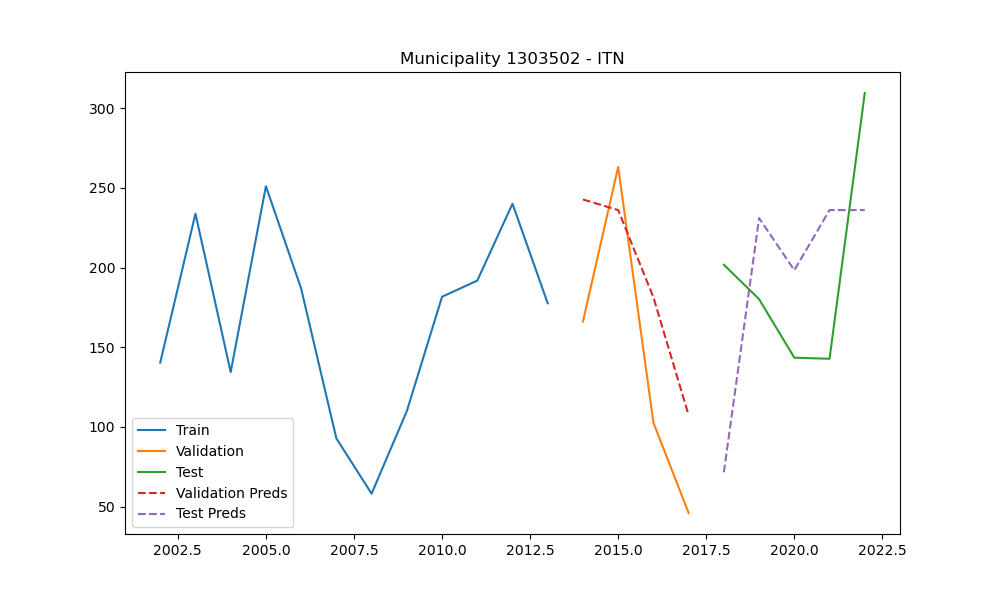 Municipality 1303502 - ITN
300
250
200
150
100
50
Train
Validation
Test
Validation Preds
Test Preds
2002.5 2005.0 2007.5 2010.0 2012.5 2015.0 2017.5 2020.0 2022.5